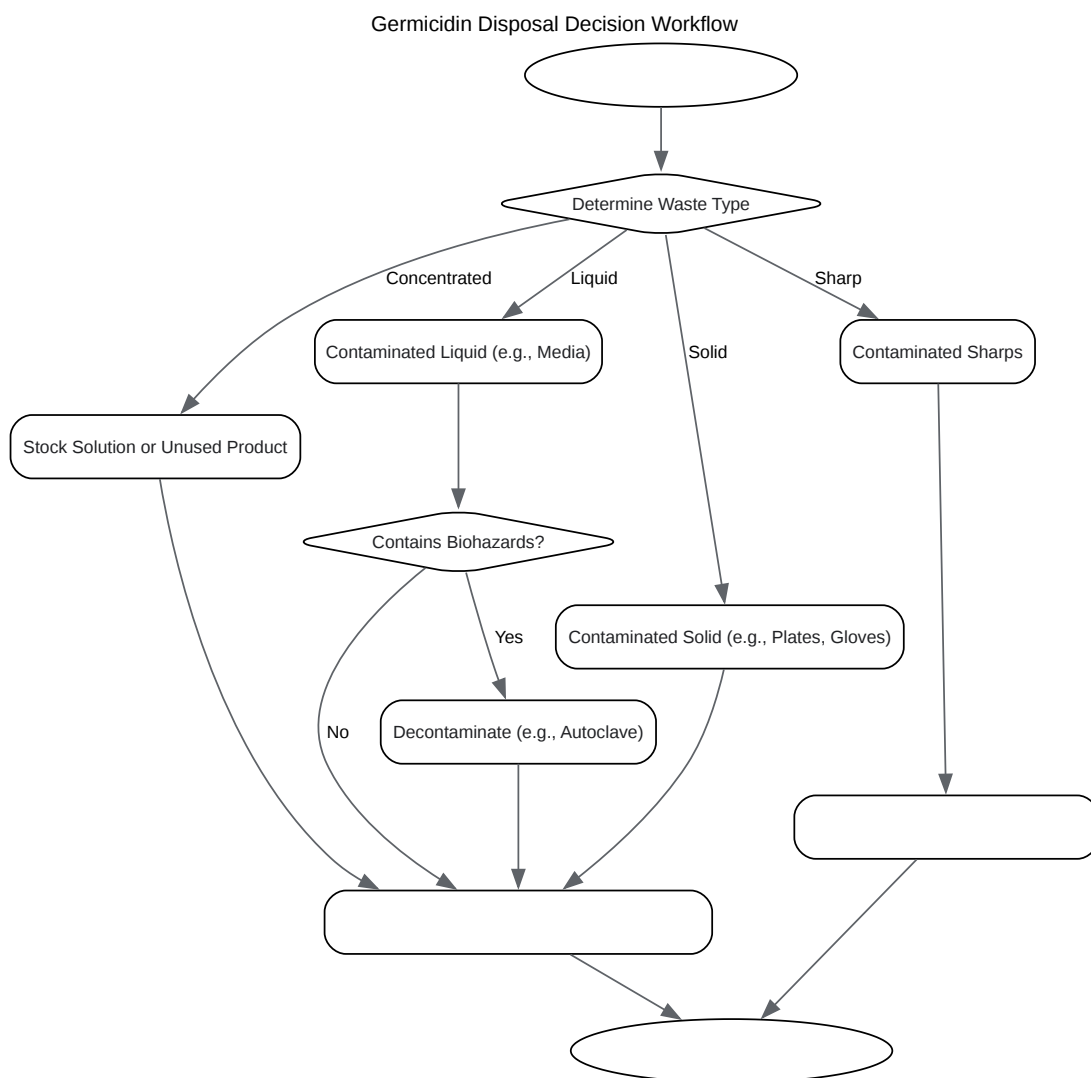 Germicidin Disposal Decision Workflow
Determine Waste Type
Concentrated
Liquid
Sharp
Solid
Contaminated Liquid (e.g., Media)
Contaminated Sharps
Stock Solution or Unused Product
Contains Biohazards?
Yes
Contaminated Solid (e.g., Plates, Gloves)
No
Decontaminate (e.g., Autoclave)